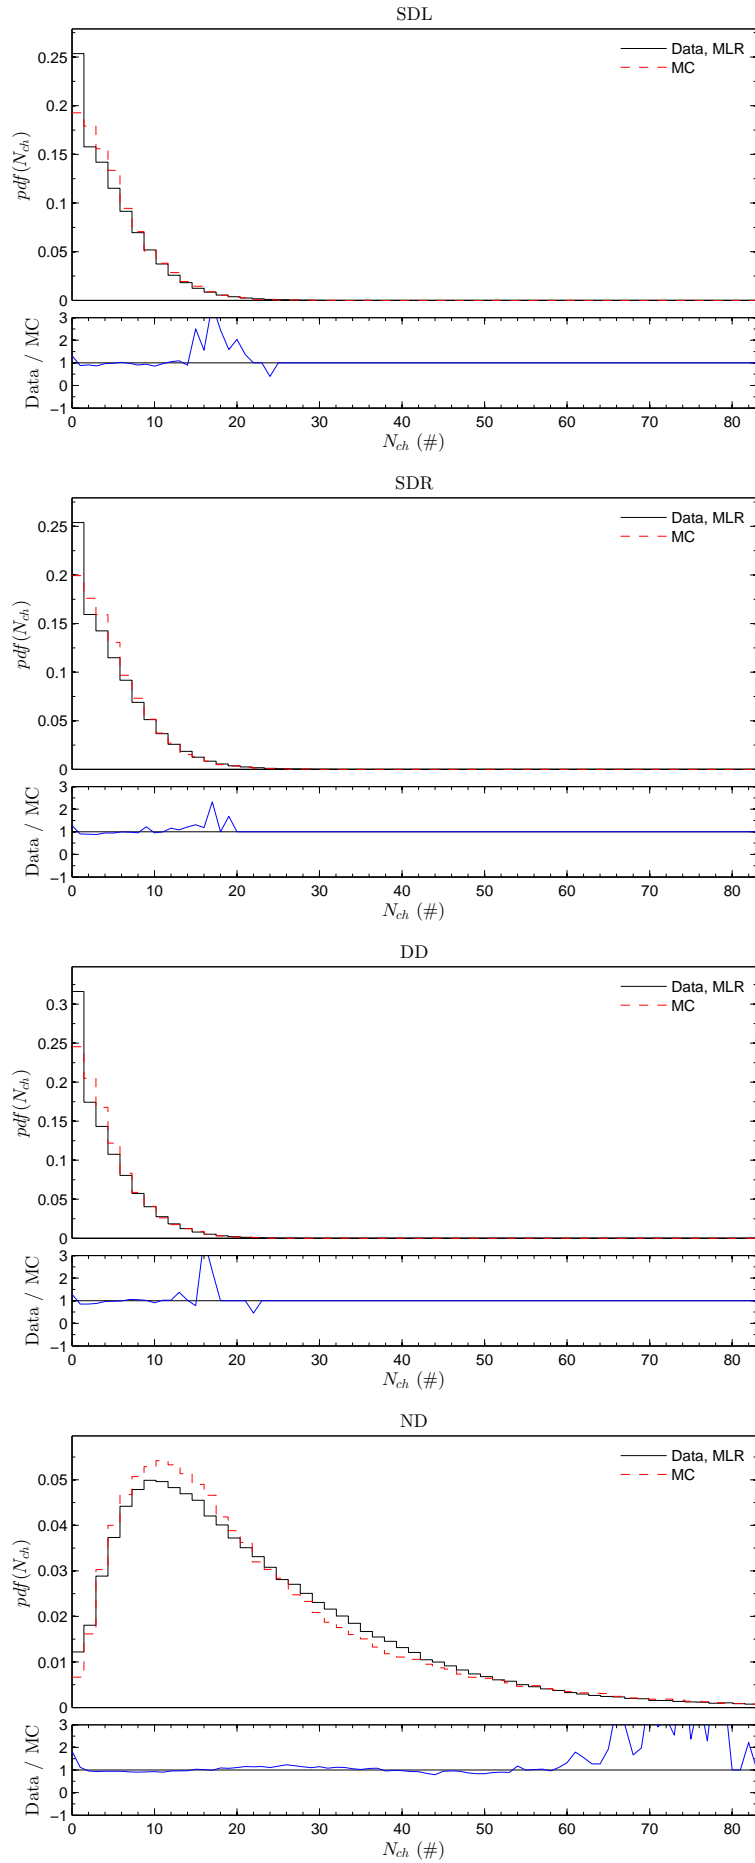 SDL
Data, MLR
MC
pdf(N_ch)
0.25
0.2
0.15
0.1
0.05
0
Data / MC
3
2
1
0
−1
0 10 20 30 40 50 60 70 80
N_ch (#)
SDR
Data, MLR
MC
pdf(N_ch)
0.25
0.2
0.15
0.1
0.05
0
Data / MC
3
2
1
0
−1
0 10 20 30 40 50 60 70 80
N_ch (#)
DD
Data, MLR
MC
pdf(N_ch)
0.3
0.25
0.2
0.15
0.1
0.05
0
Data / MC
3
2
1
0
−1
0 10 20 30 40 50 60 70 80
N_ch (#)
ND
Data, MLR
MC
pdf(N_ch)
0.05
0.04
0.03
0.02
0.01
0
Data / MC
3
2
1
0
−1
0 10 20 30 40 50 60 70 80
N_ch (#)